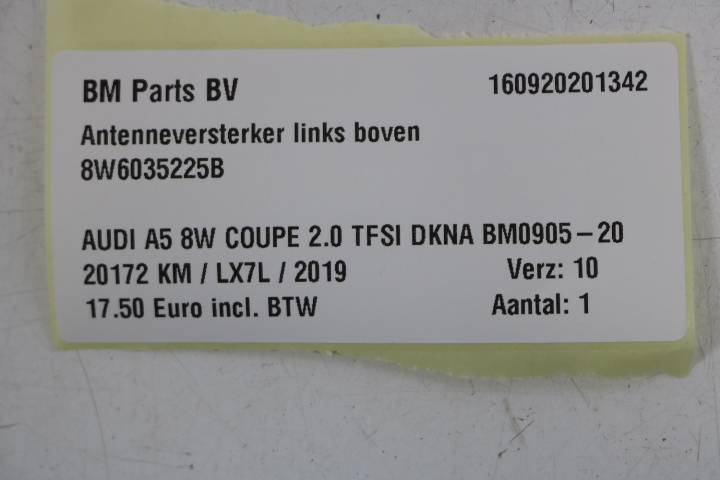 BM Parts BV 160920201342
Antenneversterker links boven
8W6035225B
AUDI A5 8W COUPE 2.0 TFSI DKNA BM0905-20
20172 KM / LX7L / 2019 Verz: 10
17.50 Euro incl. BTW Aantal: 1